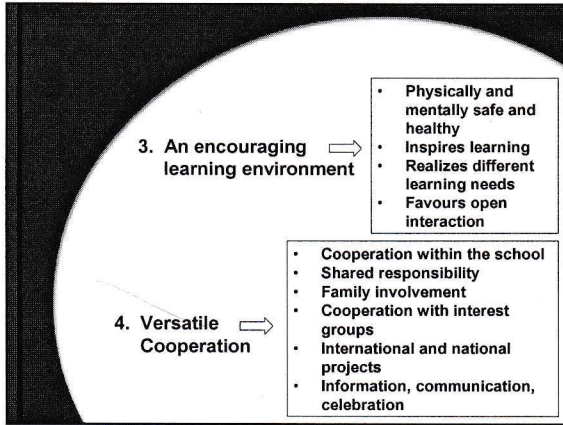 3. An encouraging
learning environment
• Physically and
mentally safe and
healthy
• Inspires learning
• Realizes different
learning needs
• Favours open
interaction
4. Versatile
Cooperation
• Cooperation within the school
• Shared responsibility
• Family involvement
• Cooperation with interest
groups
• International and national
projects
• Information, communication,
celebration